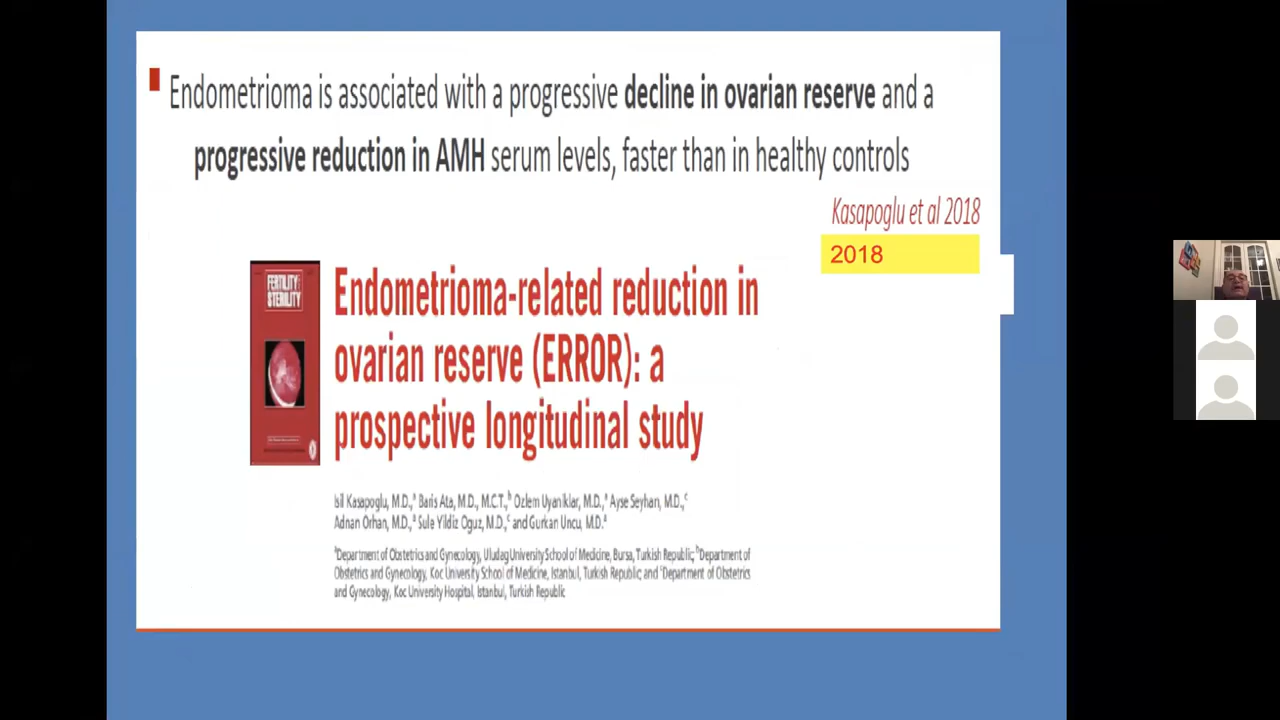 Endometrioma is associated with a progressive decline in ovarian reserve and a
progressive reduction in AMH serum levels, faster than in healthy controls
Kasapoglu et al 2018
2018
FERTILITY AND
STERILITY
Endometrioma-related reduction in
ovarian reserve (ERROR): a
prospective longitudinal study
Isil Kasapoglu, M.D.,a Baris Ata, M.D., M.C.T.,b Ozlem Uyaniklar, M.D.,a Ayse Seyhan, M.D.,c
Adnan Orhan, M.D.,a Sule Yildiz Oguz, M.D.,c and Gurkan Uncu, M.D.a
aDepartment of Obstetrics and Gynecology, Uludag University School of Medicine, Bursa, Turkish Republic; bDepartment of
Obstetrics and Gynecology, Koc University School of Medicine, Istanbul, Turkish Republic; and cDepartment of Obstetrics
and Gynecology, Koc University Hospital, Istanbul, Turkish Republic